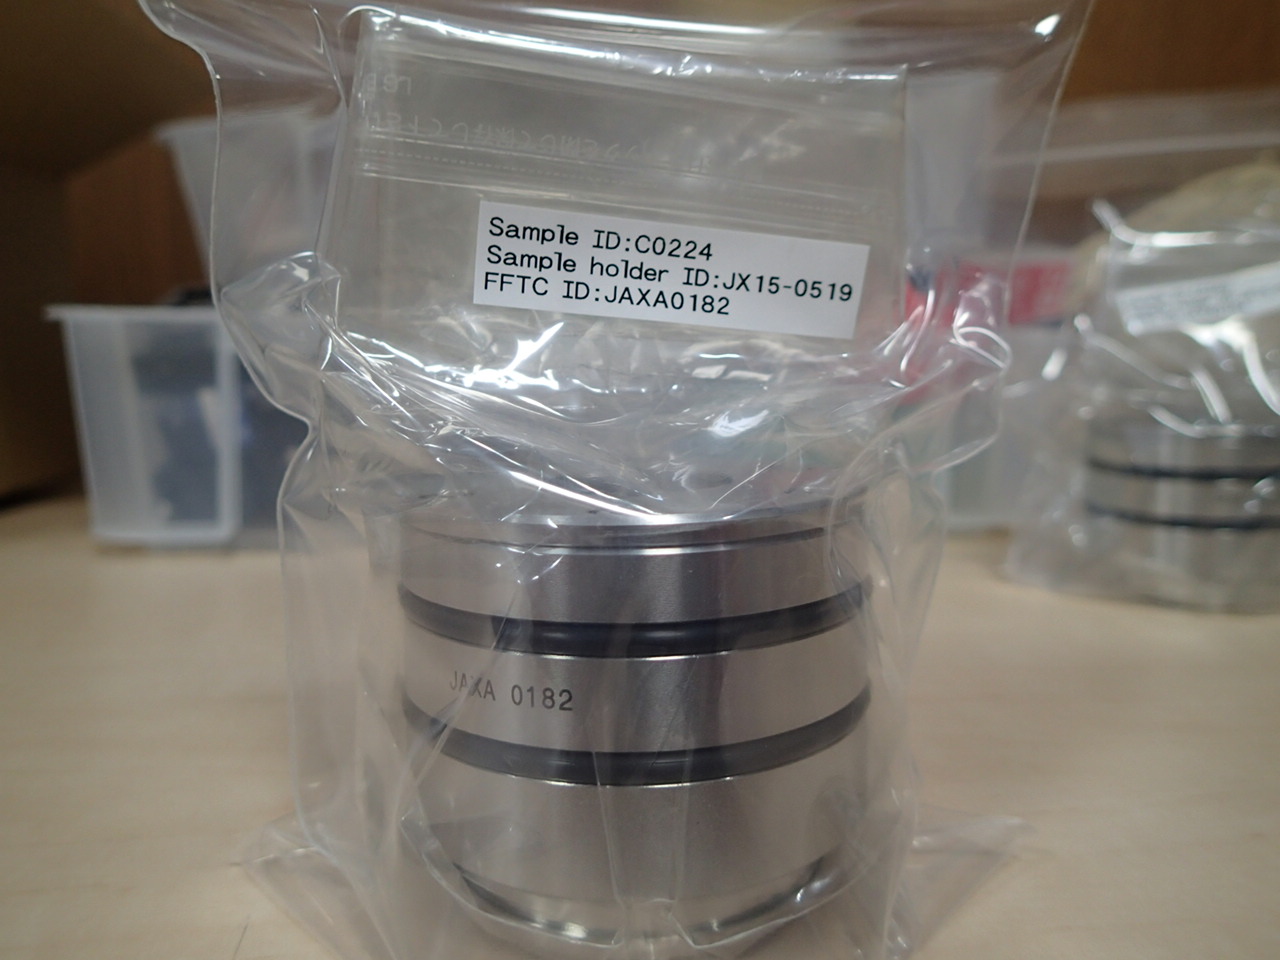 Sample ID:C0224
Sample holder ID:JX15-0519
FFTC ID:JAXA0182
JAXA 0182